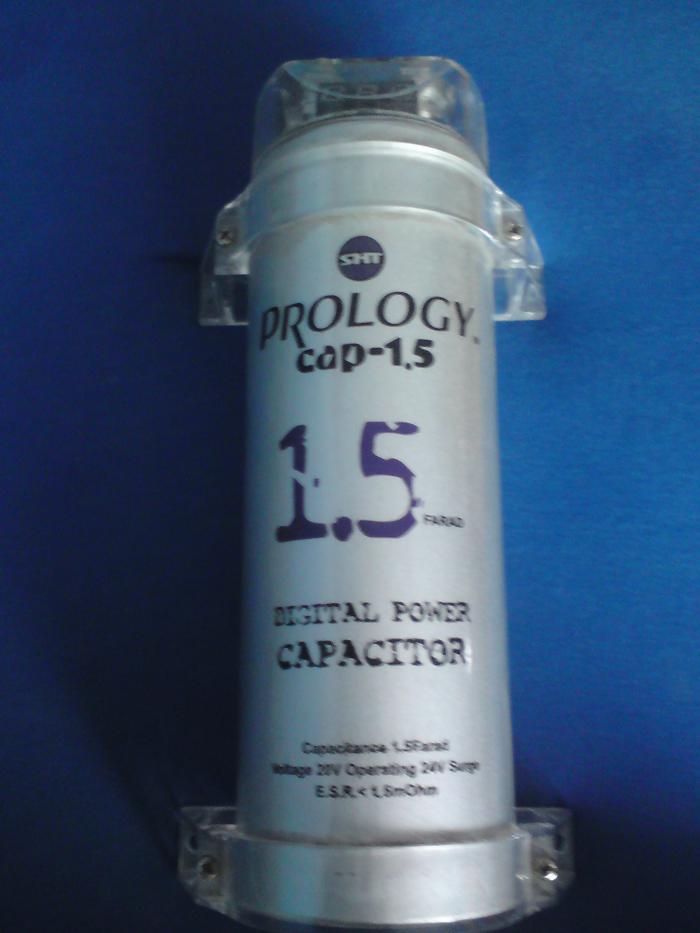 SHT
PROLOGY
cap-1.5
1.5 FARAD
DIGITAL POWER
CAPACITOR
Capacitance 1.5Farad
Voltage 20V Operating 24V Surge
E.S.R.< 1.5mOhm